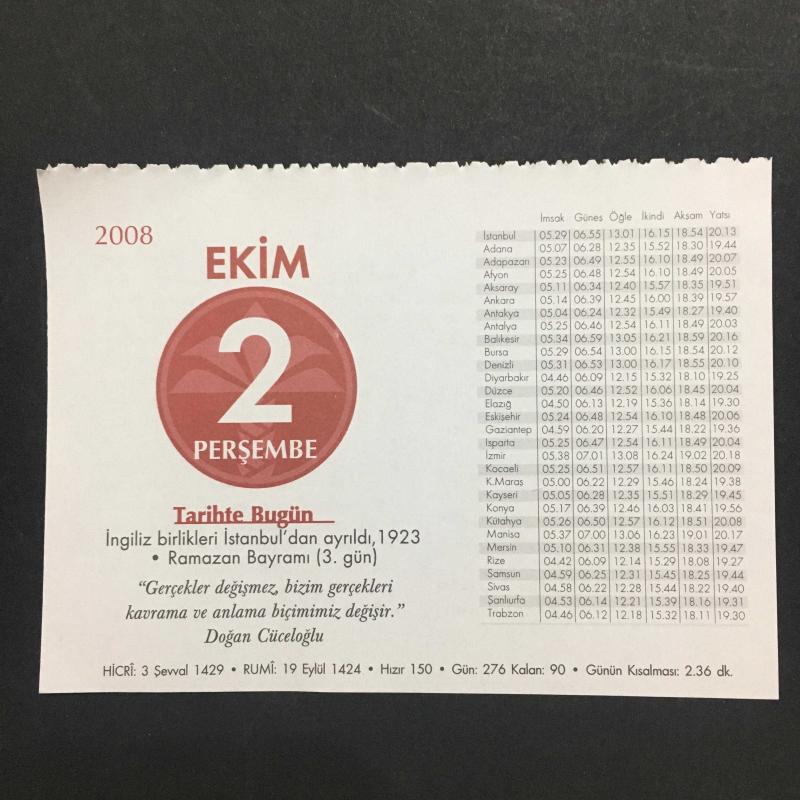 2008
EKİM
2
PERŞEMBE
Tarihte Bugün
İngiliz birlikleri İstanbul'dan ayrıldı,1923
• Ramazan Bayramı (3. gün)
"Gerçekler değişmez, bizim gerçekleri
kavrama ve anlama biçimimiz değişir."
Doğan Cüceloğlu
İmsak Güneş Öğle İkindi Akşam Yatsı
İstanbul 05.29 06.55 13.01 16.15 18.54 20.13
Adana 05.07 06.28 12.35 15.52 18.30 19.44
Adapazarı 05.23 06.49 12.55 16.10 18.49 20.07
Afyon 05.25 06.48 12.54 16.10 18.49 20.05
Aksaray 05.11 06.34 12.40 15.57 18.35 19.51
Ankara 05.14 06.39 12.45 16.00 18.39 19.57
Antakya 05.04 06.24 12.32 15.49 18.27 19.40
Antalya 05.25 06.46 12.54 16.11 18.49 20.03
Balıkesir 05.34 06.59 13.05 16.21 18.59 20.16
Bursa 05.29 06.54 13.00 16.15 18.54 20.12
Denizli 05.31 06.53 13.00 16.17 18.55 20.10
Diyarbakır 04.46 06.09 12.15 15.32 18.10 19.25
Düzce 05.20 06.46 12.52 16.06 18.45 20.04
Elazığ 04.50 06.13 12.19 15.36 18.14 19.30
Eskişehir 05.24 06.48 12.54 16.10 18.48 20.06
Gaziantep 04.59 06.20 12.27 15.44 18.22 19.36
Isparta 05.25 06.47 12.54 16.11 18.49 20.04
İzmir 05.38 07.01 13.08 16.24 19.02 20.18
Kocaeli 05.25 06.51 12.57 16.11 18.50 20.09
K.Maraş 05.00 06.22 12.29 15.46 18.24 19.38
Kayseri 05.05 06.28 12.35 15.51 18.29 19.45
Konya 05.17 06.39 12.46 16.03 18.41 19.56
Kütahya 05.26 06.50 12.57 16.12 18.51 20.08
Manisa 05.37 07.00 13.06 16.23 19.01 20.17
Mersin 05.10 06.31 12.38 15.55 18.33 19.47
Rize 04.42 06.09 12.14 15.29 18.08 19.27
Samsun 04.59 06.25 12.31 15.45 18.25 19.44
Sivas 04.58 06.22 12.28 15.44 18.22 19.40
Şanlıurfa 04.53 06.14 12.21 15.39 18.16 19.31
Trabzon 04.46 06.12 12.18 15.32 18.11 19.30
HİCRÎ: 3 Şevval 1429 • RUMÎ: 19 Eylül 1424 • Hızır 150 • Gün: 276 Kalan: 90 • Günün Kısalması: 2.36 dk.